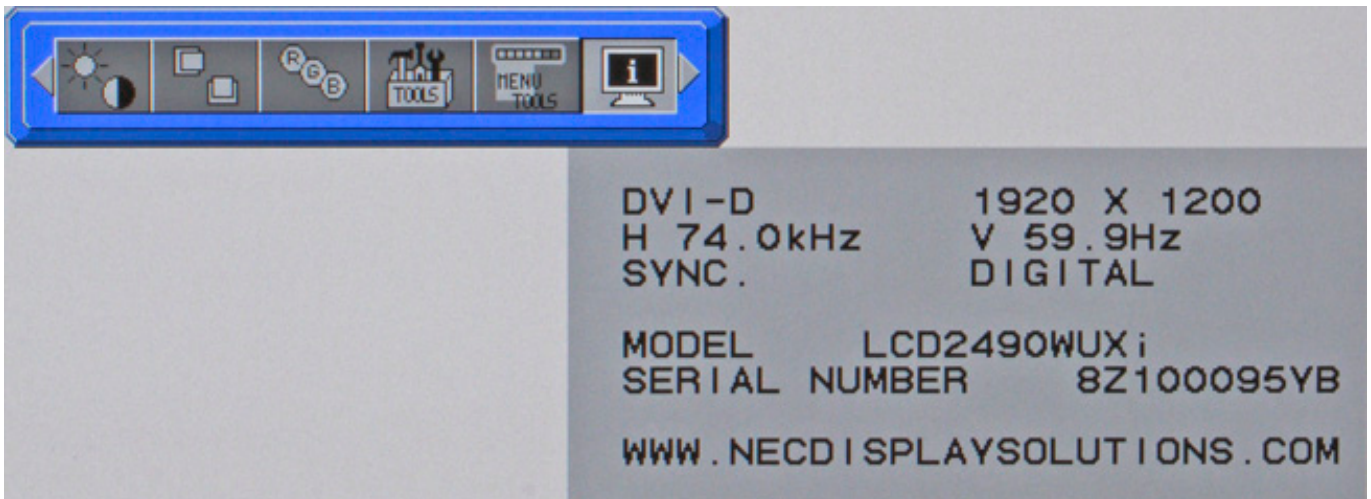 R G B
TOOLS
MENU
TOOLS
i
DVI-D 1920 X 1200
H 74.0kHz V 59.9Hz
SYNC. DIGITAL
MODEL LCD2490WUXi
SERIAL NUMBER 8Z100095YB
WWW.NECDISPLAYSOLUTIONS.COM